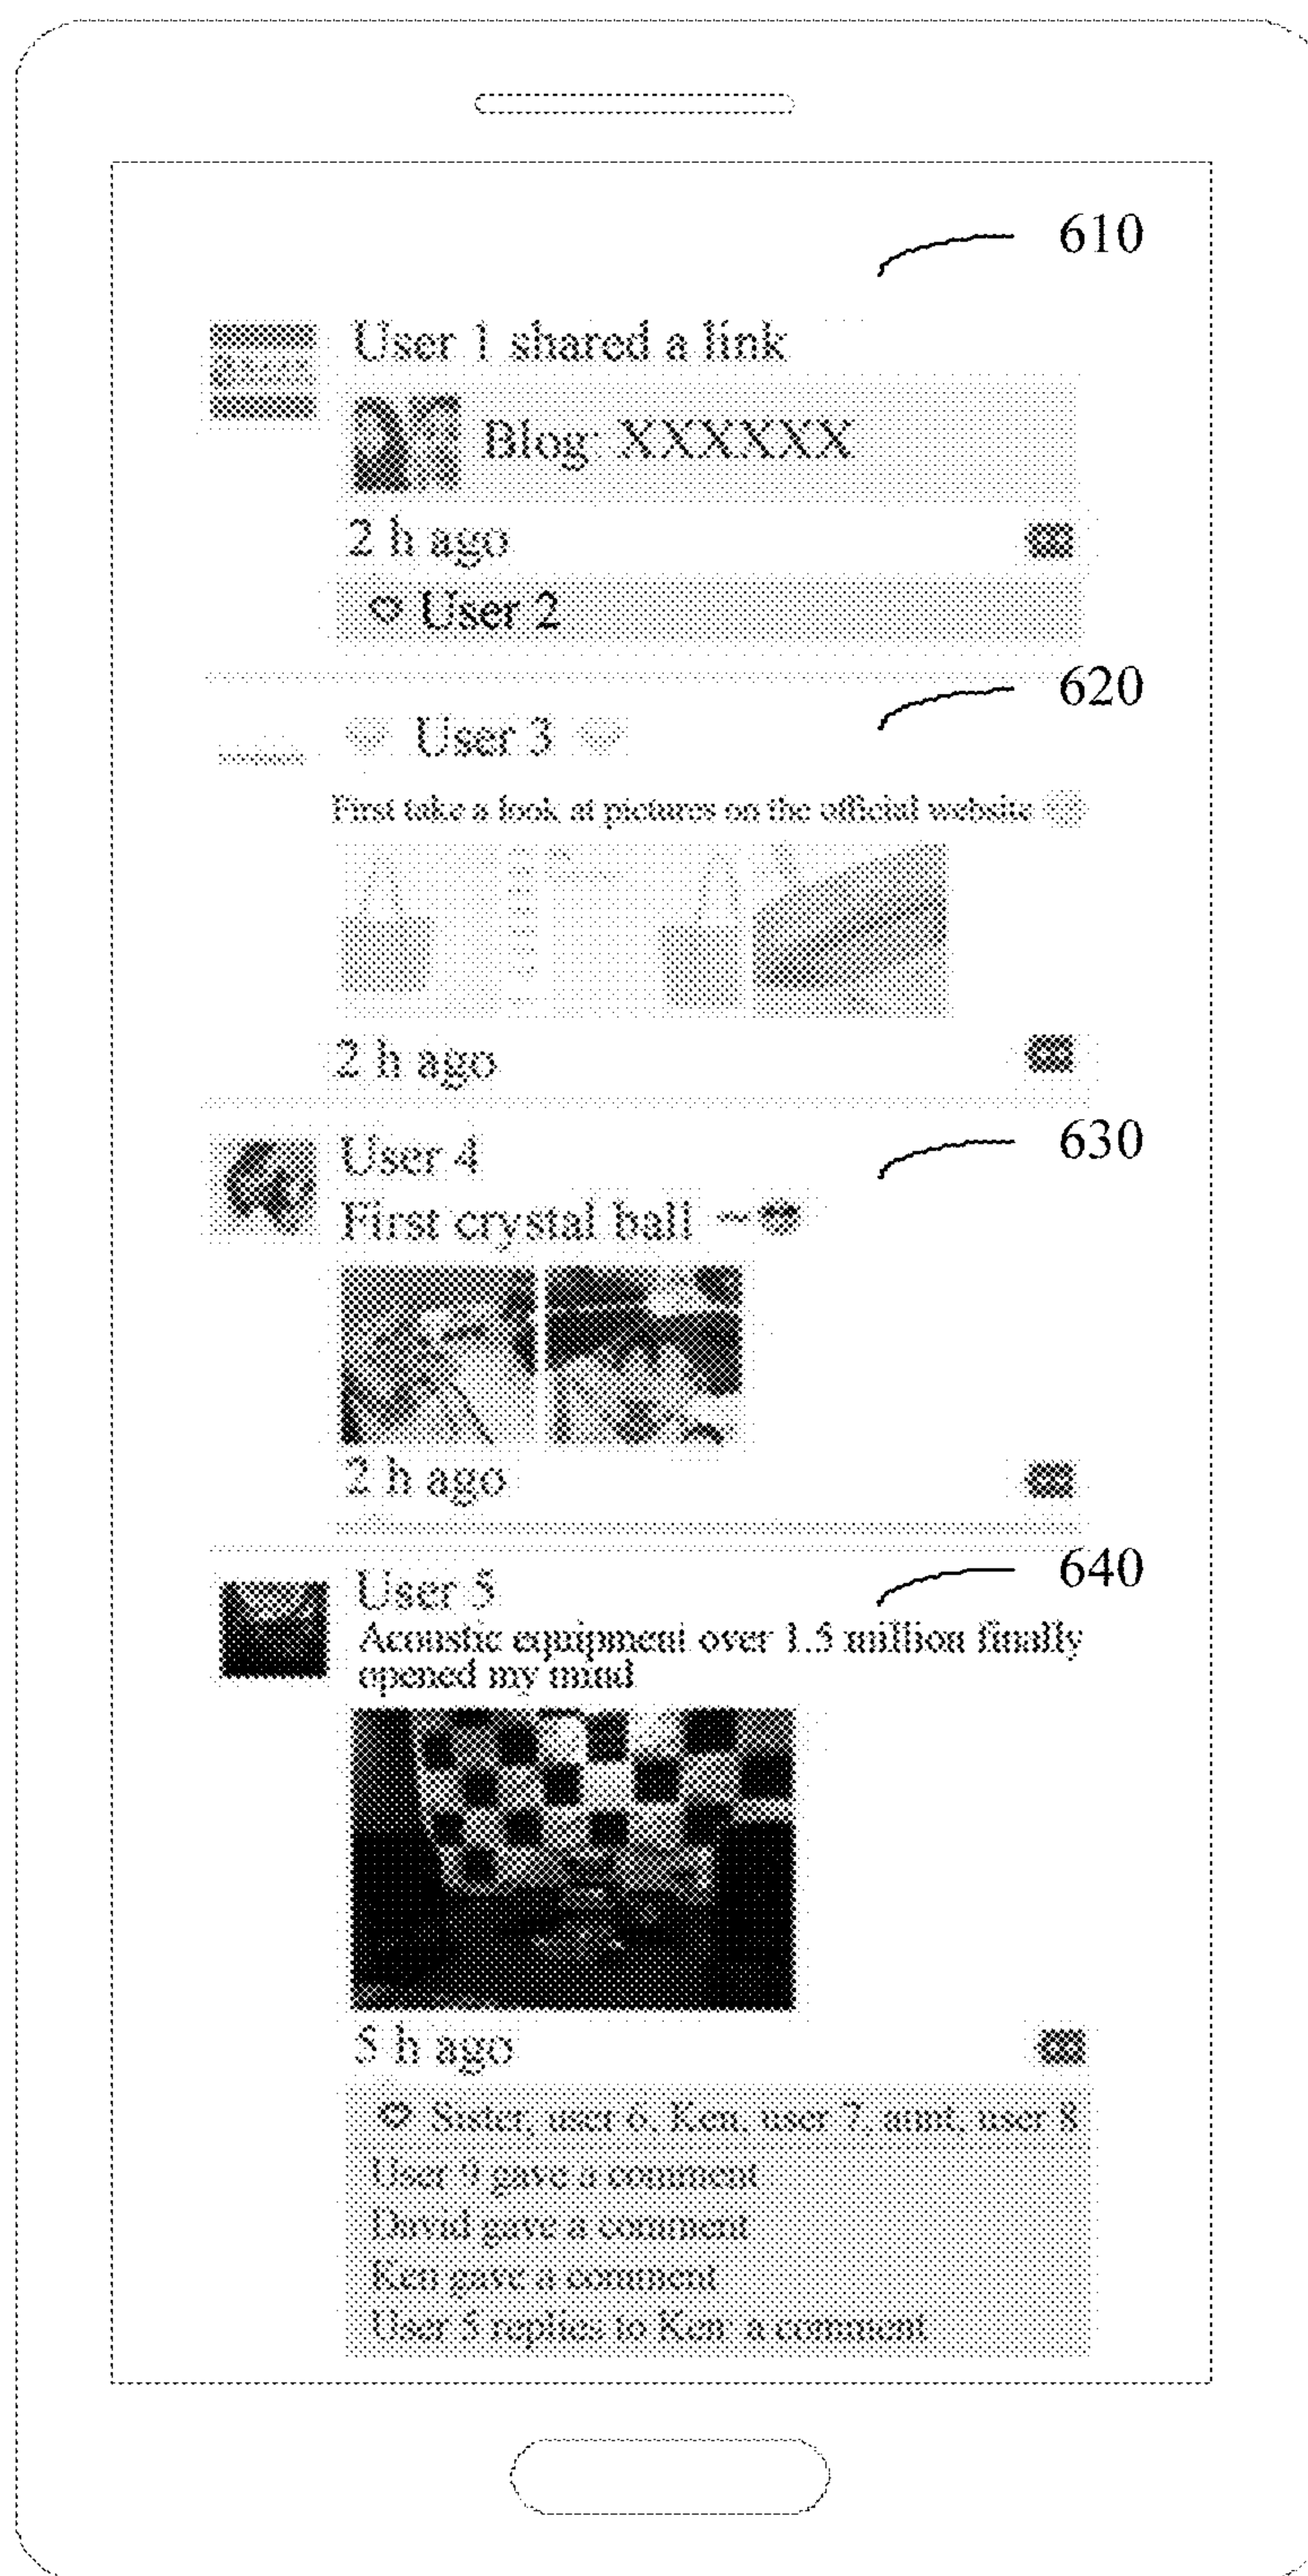 610
User 1 shared a link
Blog: XXXXXX
2 h ago
User 2
620
User 3
First take a look at pictures on the official website
2 h ago
630
User 4
First crystal ball ~
2 h ago
640
User 5
Acoustic equipment over 1.5 million finally
opened my mind
5 h ago
Sister, user 6, Ken, user 7, aunt, user 8
User 9 gave a comment
David gave a comment
Ken gave a comment
User 5 replies to Ken: a comment